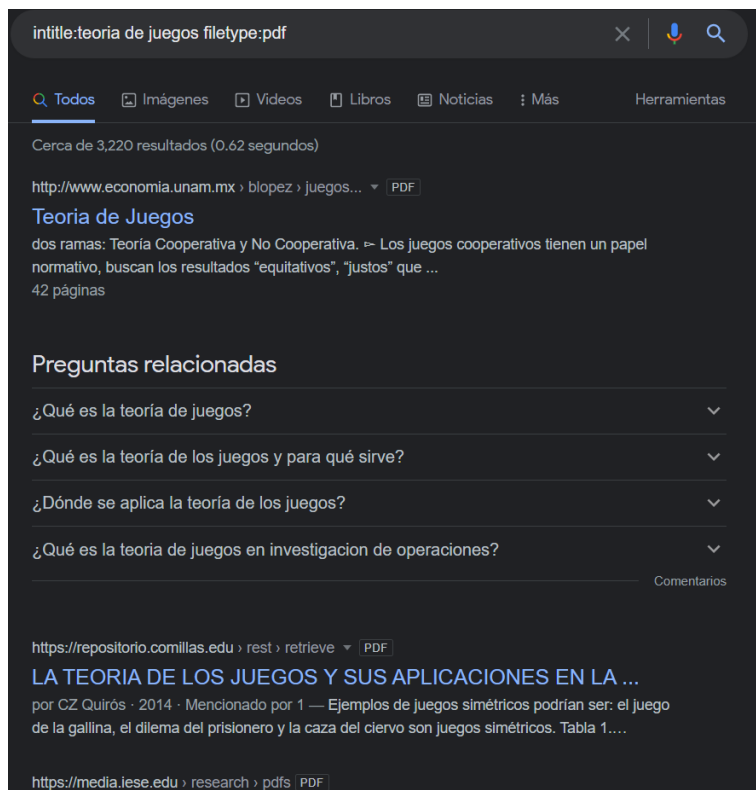 intitle:teoria de juegos filetype:pdf
Todos Imágenes Videos Libros Noticias Más Herramientas
Cerca de 3,220 resultados (0.62 segundos)
http://www.economia.unam.mx › blopez › juegos... PDF
Teoria de Juegos
dos ramas: Teoría Cooperativa y No Cooperativa. ➣ Los juegos cooperativos tienen un papel
normativo, buscan los resultados “equitativos”, “justos” que ...
42 páginas
Preguntas relacionadas
¿Qué es la teoría de juegos?
¿Qué es la teoría de los juegos y para qué sirve?
¿Dónde se aplica la teoría de los juegos?
¿Qué es la teoria de juegos en investigacion de operaciones?
Comentarios
https://repositorio.comillas.edu › rest › retrieve PDF
LA TEORIA DE LOS JUEGOS Y SUS APLICACIONES EN LA ...
por CZ Quirós · 2014 · Mencionado por 1 — Ejemplos de juegos simétricos podrían ser: el juego
de la gallina, el dilema del prisionero y la caza del ciervo son juegos simétricos. Tabla 1....
https://media.iese.edu › research › pdfs PDF